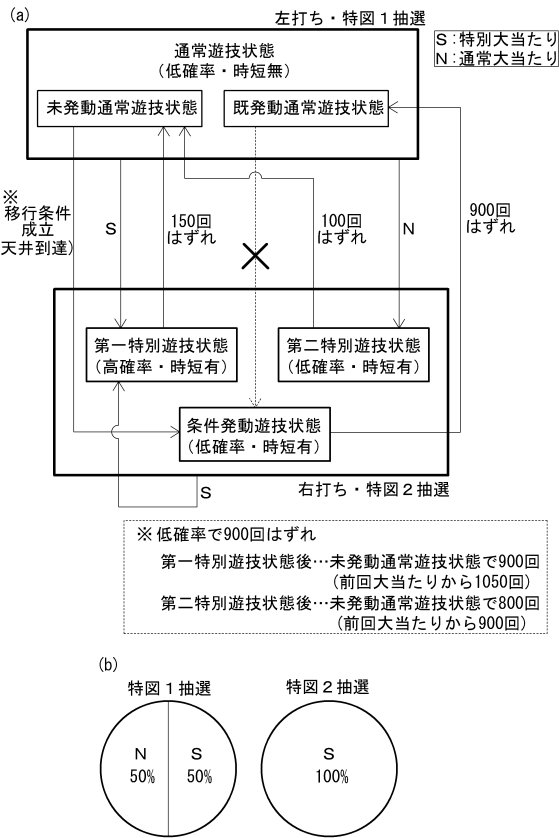 (a)
左打ち・特図1抽選
S:特別大当たり
N:通常大当たり
通常遊技状態
(低確率・時短無)
未発動通常遊技状態
既発動通常遊技状態
※
移行条件
成立
天井到達)
S
150回
はずれ
100回
はずれ
N
900回
はずれ
第一特別遊技状態
(高確率・時短有)
第二特別遊技状態
(低確率・時短有)
条件発動遊技状態
(低確率・時短有)
S
右打ち・特図2抽選
※低確率で900回はずれ
第一特別遊技状態後…未発動通常遊技状態で900回
(前回大当たりから1050回)
第二特別遊技状態後…未発動通常遊技状態で800回
(前回大当たりから900回)
(b)
特図1抽選
特図2抽選
N
50%
S
50%
S
100%